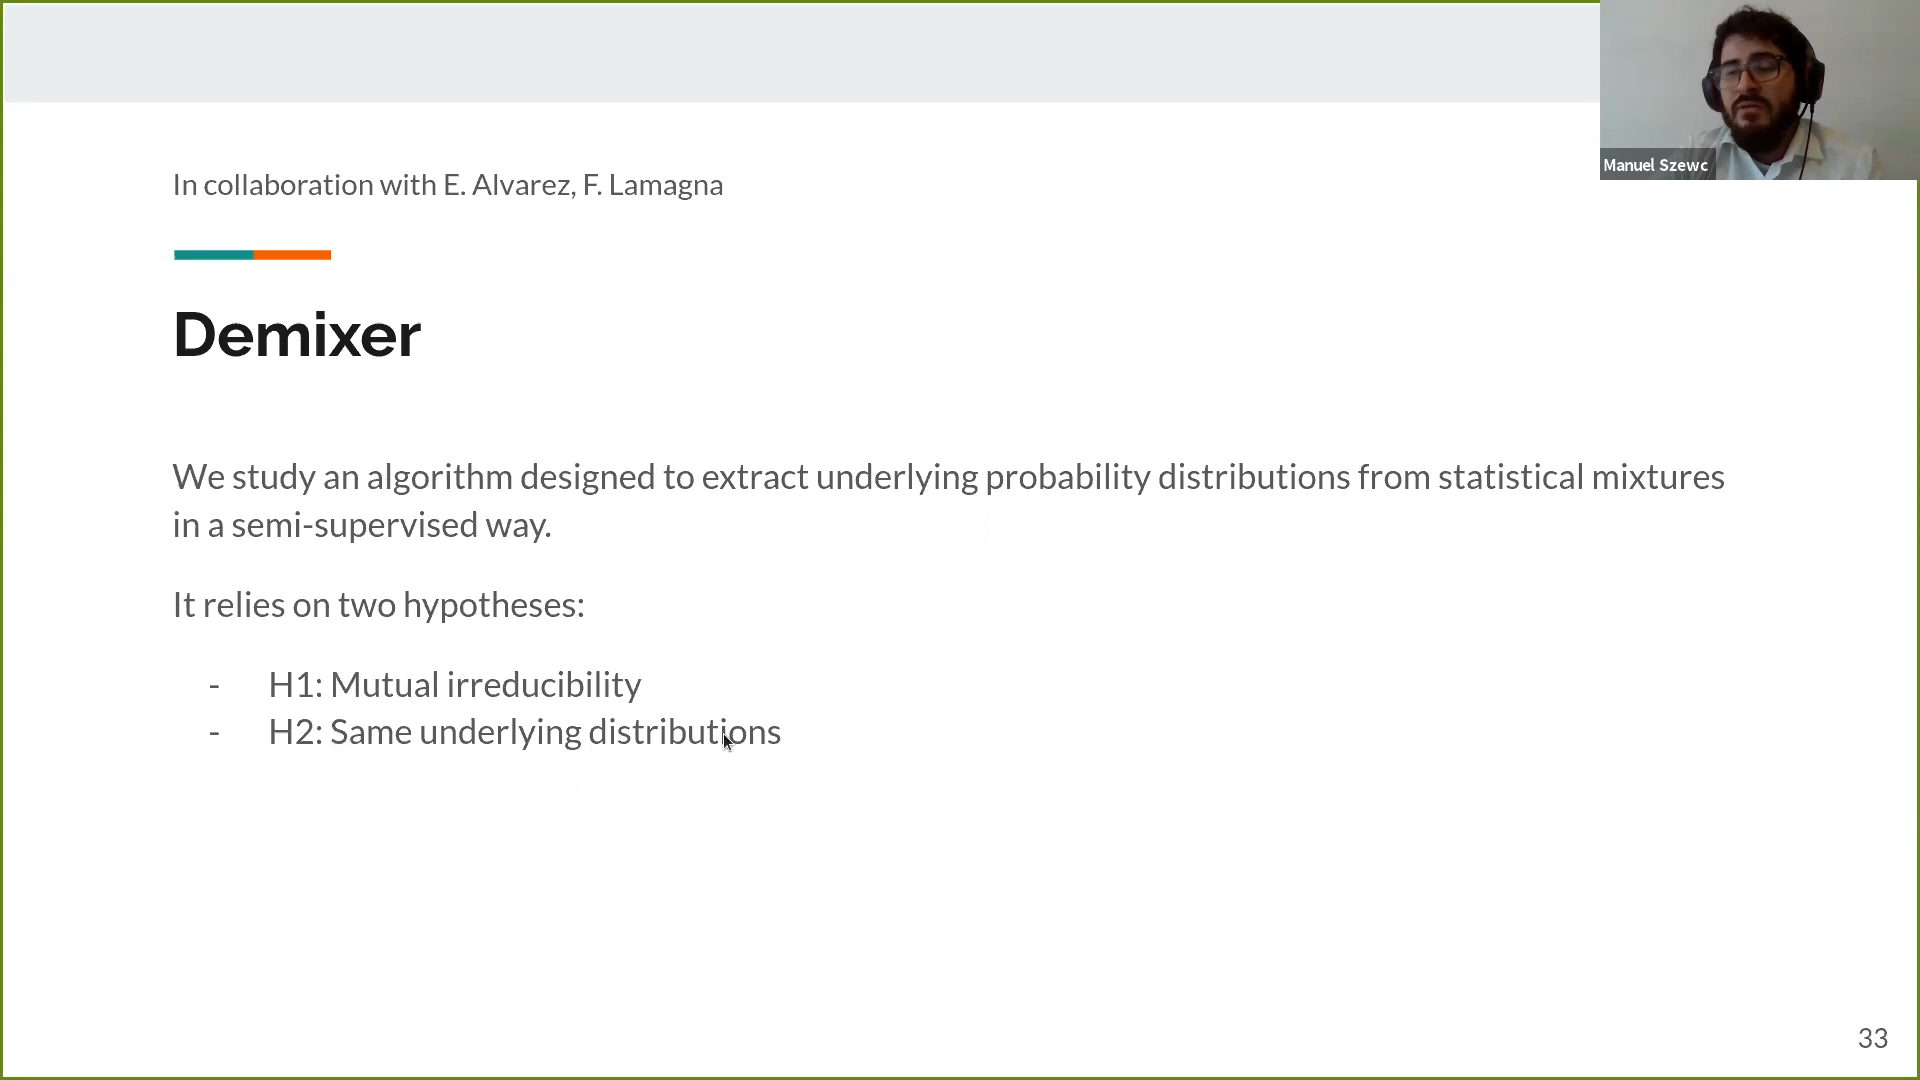 Manuel Szewc
In collaboration with E. Alvarez, F. Lamagna
Demixer
We study an algorithm designed to extract underlying probability distributions from statistical mixtures
in a semi-supervised way.
It relies on two hypotheses:
- H1: Mutual irreducibility
- H2: Same underlying distributions
33